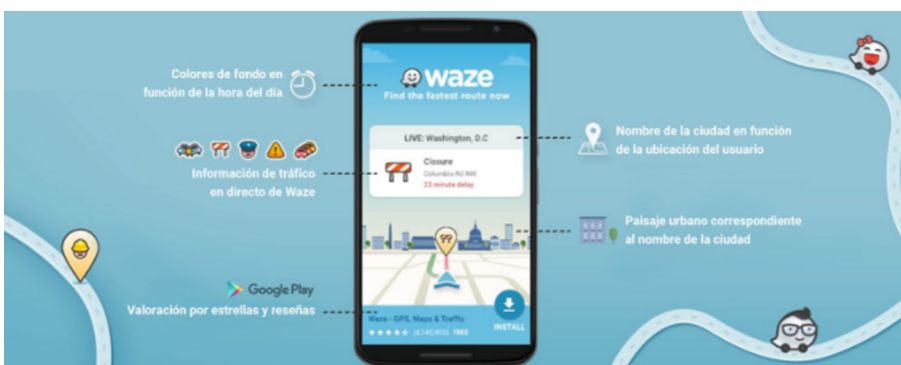 Colores de fondo en
función de la hora del día
Información de tráfico
en directo de Waze
Google Play
Valoración por estrellas y reseñas
waze
Find the fastest route now
LIVE: Washington, D.C
Closure
Columbia Rd NW
23 minute delay
Waze - GPS, Maps & Traffic
(4,140,905) FREE
INSTALL
Nombre de la ciudad en función
de la ubicación del usuario
Paisaje urbano correspondiente
al nombre de la ciudad